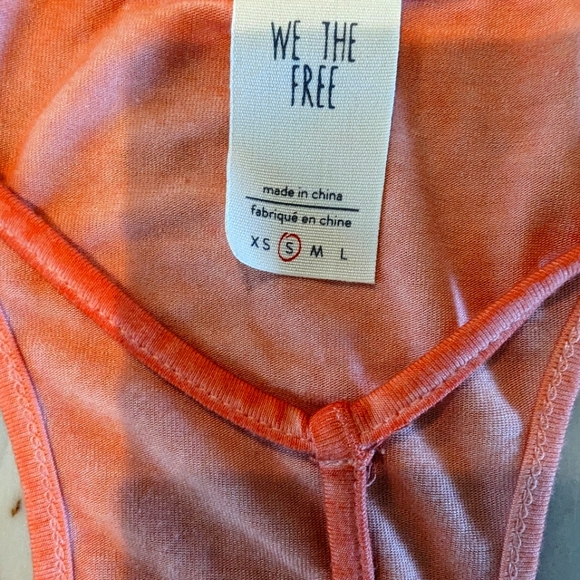 WE THE
FREE
made in china
fabriqué en chine
XS S M L